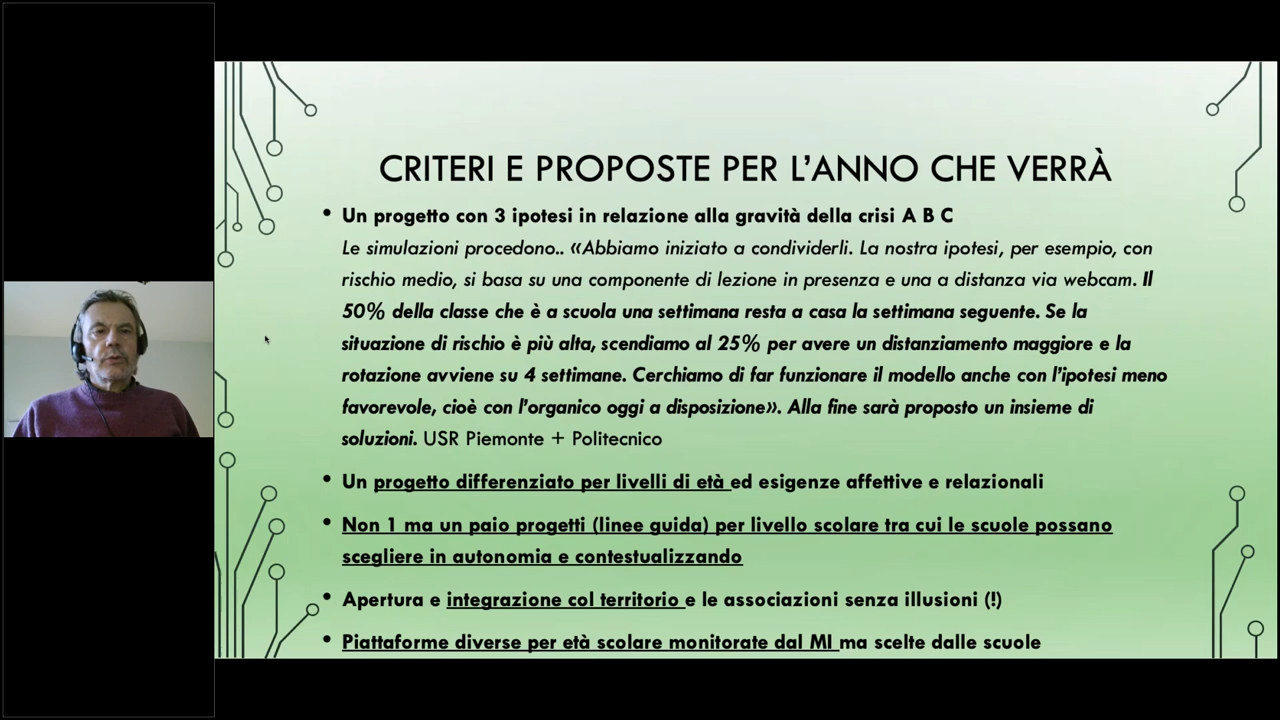 CRITERI E PROPOSTE PER L'ANNO CHE VERRÀ
• Un progetto con 3 ipotesi in relazione alla gravità della crisi A B C
Le simulazioni procedono.. «Abbiamo iniziato a condividerli. La nostra ipotesi, per esempio, con
rischio medio, si basa su una componente di lezione in presenza e una a distanza via webcam. Il
50% della classe che è a scuola una settimana resta a casa la settimana seguente. Se la
situazione di rischio è più alta, scendiamo al 25% per avere un distanziamento maggiore e la
rotazione avviene su 4 settimane. Cerchiamo di far funzionare il modello anche con l'ipotesi meno
favorevole, cioè con l'organico oggi a disposizione». Alla fine sarà proposto un insieme di
soluzioni. USR Piemonte + Politecnico
• Un progetto differenziato per livelli di età ed esigenze affettive e relazionali
• Non 1 ma un paio progetti (linee guida) per livello scolare tra cui le scuole possano
scegliere in autonomia e contestualizzando
• Apertura e integrazione col territorio e le associazioni senza illusioni (!)
• Piattaforme diverse per età scolare monitorate dal MI ma scelte dalle scuole